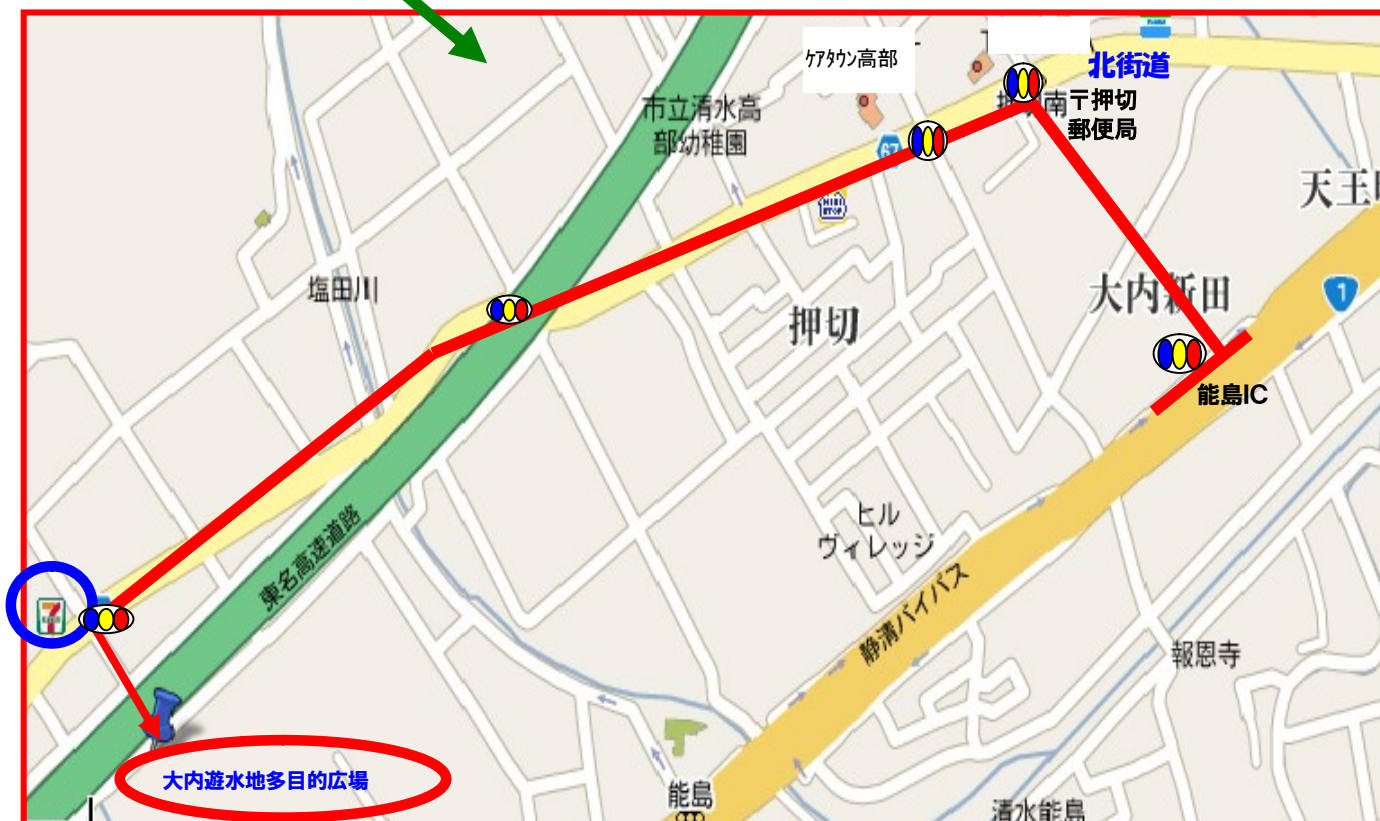 ケアタウン高部
北街道
市立清水高
部幼稚園
〒押切
郵便局
67
天王
塩田川
大内新田
1
押切
能島IC
ヒル
ヴィレッジ
東名高速道路
静清バイパス
7
報恩寺
大内遊水地多目的広場
能島
清水能島